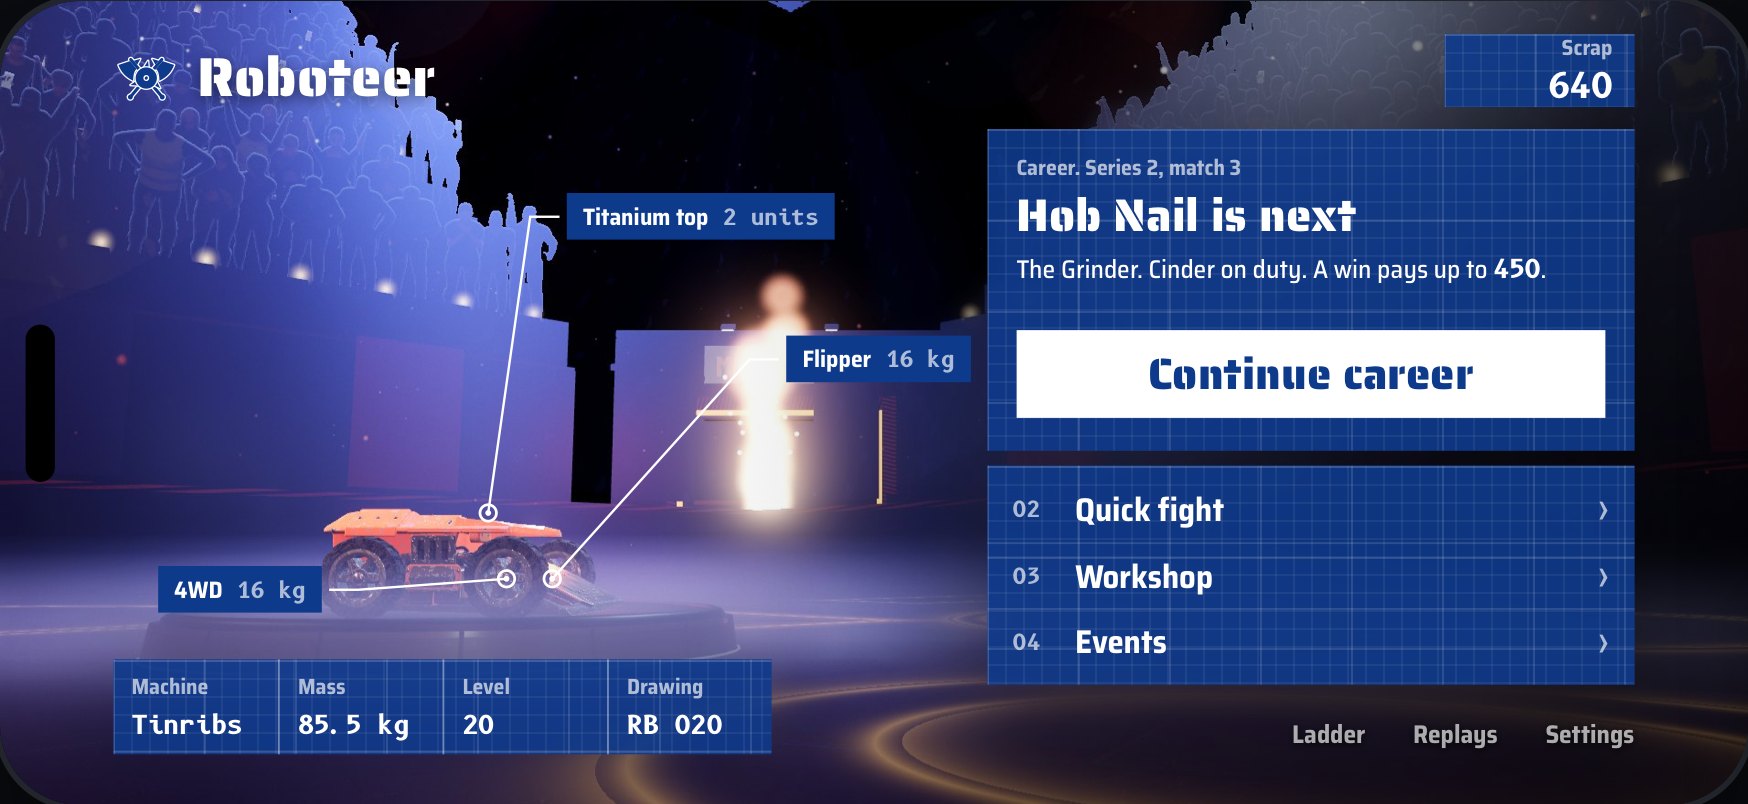 Roboteer
Scrap
640
Titanium top 2 units
Flipper 16 kg
4WD 16 kg
Machine
Tinribs
Mass
85.5 kg
Level
20
Drawing
RB 020
Career. Series 2, match 3
Hob Nail is next
The Grinder. Cinder on duty. A win pays up to 450.
Continue career
02 Quick fight
03 Workshop
04 Events
Ladder Replays Settings